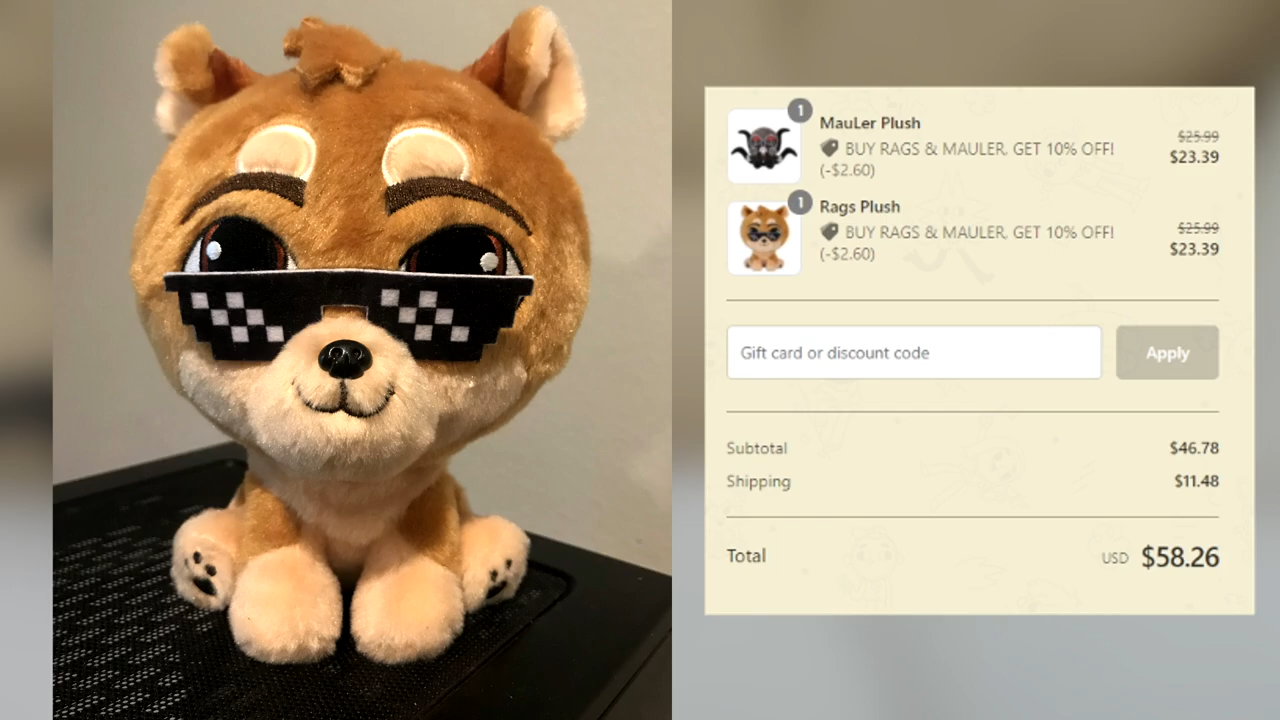 1
MauLer Plush
BUY RAGS & MAULER, GET 10% OFF!
(-$2.60)
$25.99
$23.39
1
Rags Plush
BUY RAGS & MAULER, GET 10% OFF!
(-$2.60)
$25.99
$23.39
Gift card or discount code
Apply
Subtotal $46.78
Shipping $11.48
Total USD $58.26